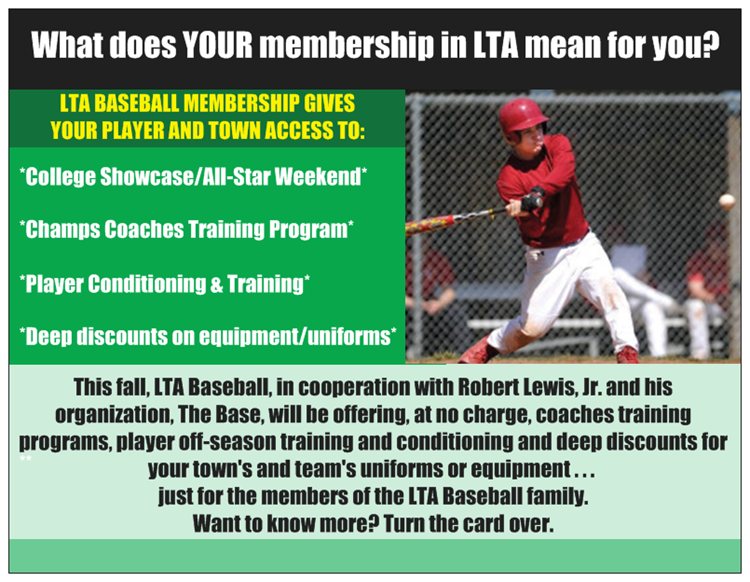 What does YOUR membership in LTA mean for you?
LTA BASEBALL MEMBERSHIP GIVES
YOUR PLAYER AND TOWN ACCESS TO:
*College Showcase/All-Star Weekend*
*Champs Coaches Training Program*
*Player Conditioning & Training*
*Deep discounts on equipment/uniforms*
This fall, LTA Baseball, in cooperation with Robert Lewis, Jr. and his
organization, The Base, will be offering, at no charge, coaches training
programs, player off-season training and conditioning and deep discounts for
**
your town's and team's uniforms or equipment . . .
just for the members of the LTA Baseball family.
Want to know more? Turn the card over.